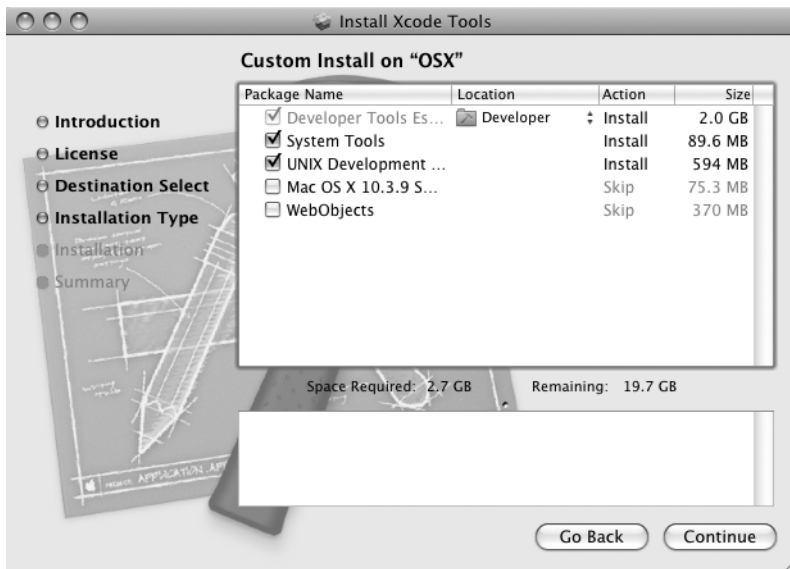 Install Xcode Tools
Custom Install on “OSX”
Introduction
License
Destination Select
Installation Type
Installation
Summary
Package Name Location Action Size
Developer Tools Es... Developer Install 2.0 GB
System Tools Install 89.6 MB
UNIX Development ... Install 594 MB
Mac OS X 10.3.9 S... Skip 75.3 MB
WebObjects Skip 370 MB
Space Required: 2.7 GB Remaining: 19.7 GB
APPLICATION.APP
Go Back Continue